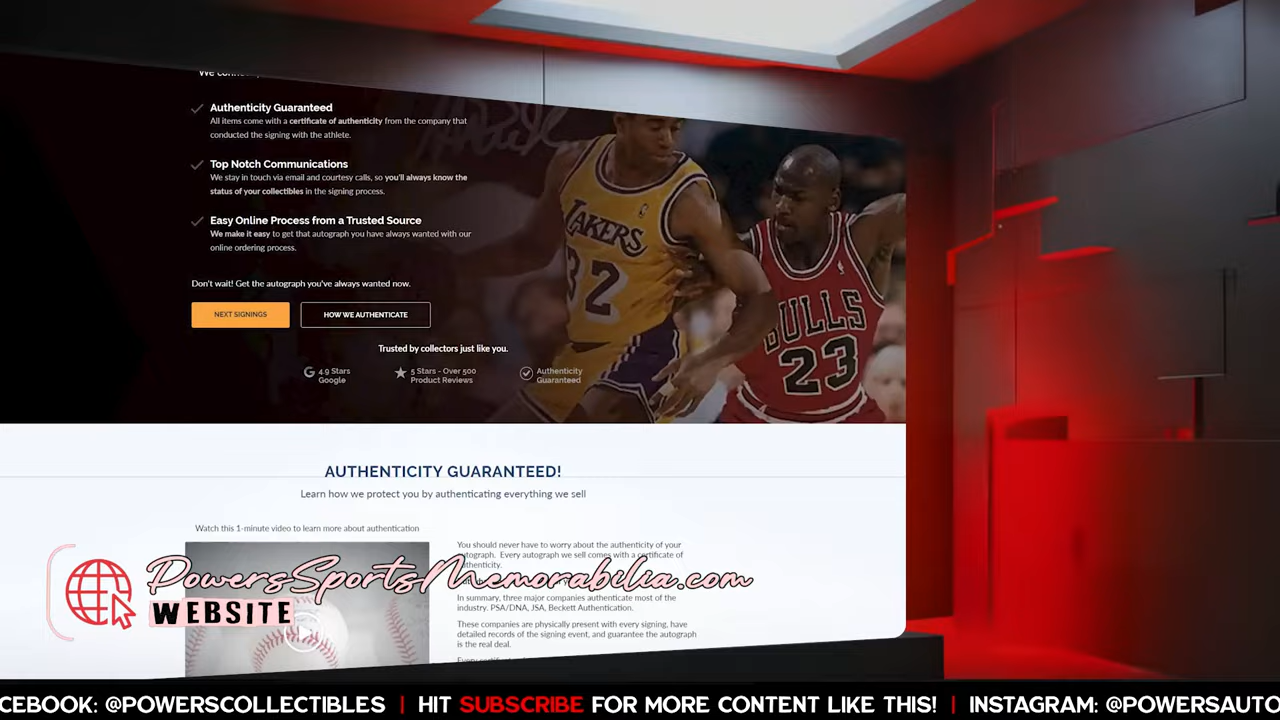 Authenticity Guaranteed
All items come with a certificate of authenticity from the company that
conducted the signing with the athlete.
Top Notch Communications
We stay in touch via email and courtesy calls, so you'll always know the
status of your collectibles in the signing process.
Easy Online Process from a Trusted Source
We make it easy to get that autograph you have always wanted with our
online ordering process.
Don't wait! Get the autograph you've always wanted now.
NEXT SIGNINGS
HOW WE AUTHENTICATE
Trusted by collectors just like you.
4.9 Stars
Google
5 Stars - Over 500
Product Reviews
Authenticity
Guaranteed
LAKERS
32
BULLS
23
AUTHENTICITY GUARANTEED!
Learn how we protect you by authenticating everything we sell
Watch this 1-minute video to learn more about authentication
You should never have to worry about the authenticity of your
autograph. Every autograph we sell comes with a certificate of
authenticity.
In summary, three major companies authenticate most of the
industry. PSA/DNA, JSA, Beckett Authentication.
These companies are physically present with every signing, have
detailed records of the signing event, and guarantee the autograph
is the real deal.
PowersSportsMemorabilia.com
WEBSITE
CEBOOK: @POWERSCOLLECTIBLES | HIT SUBSCRIBE FOR MORE CONTENT LIKE THIS! | INSTAGRAM: @POWERSAUTO